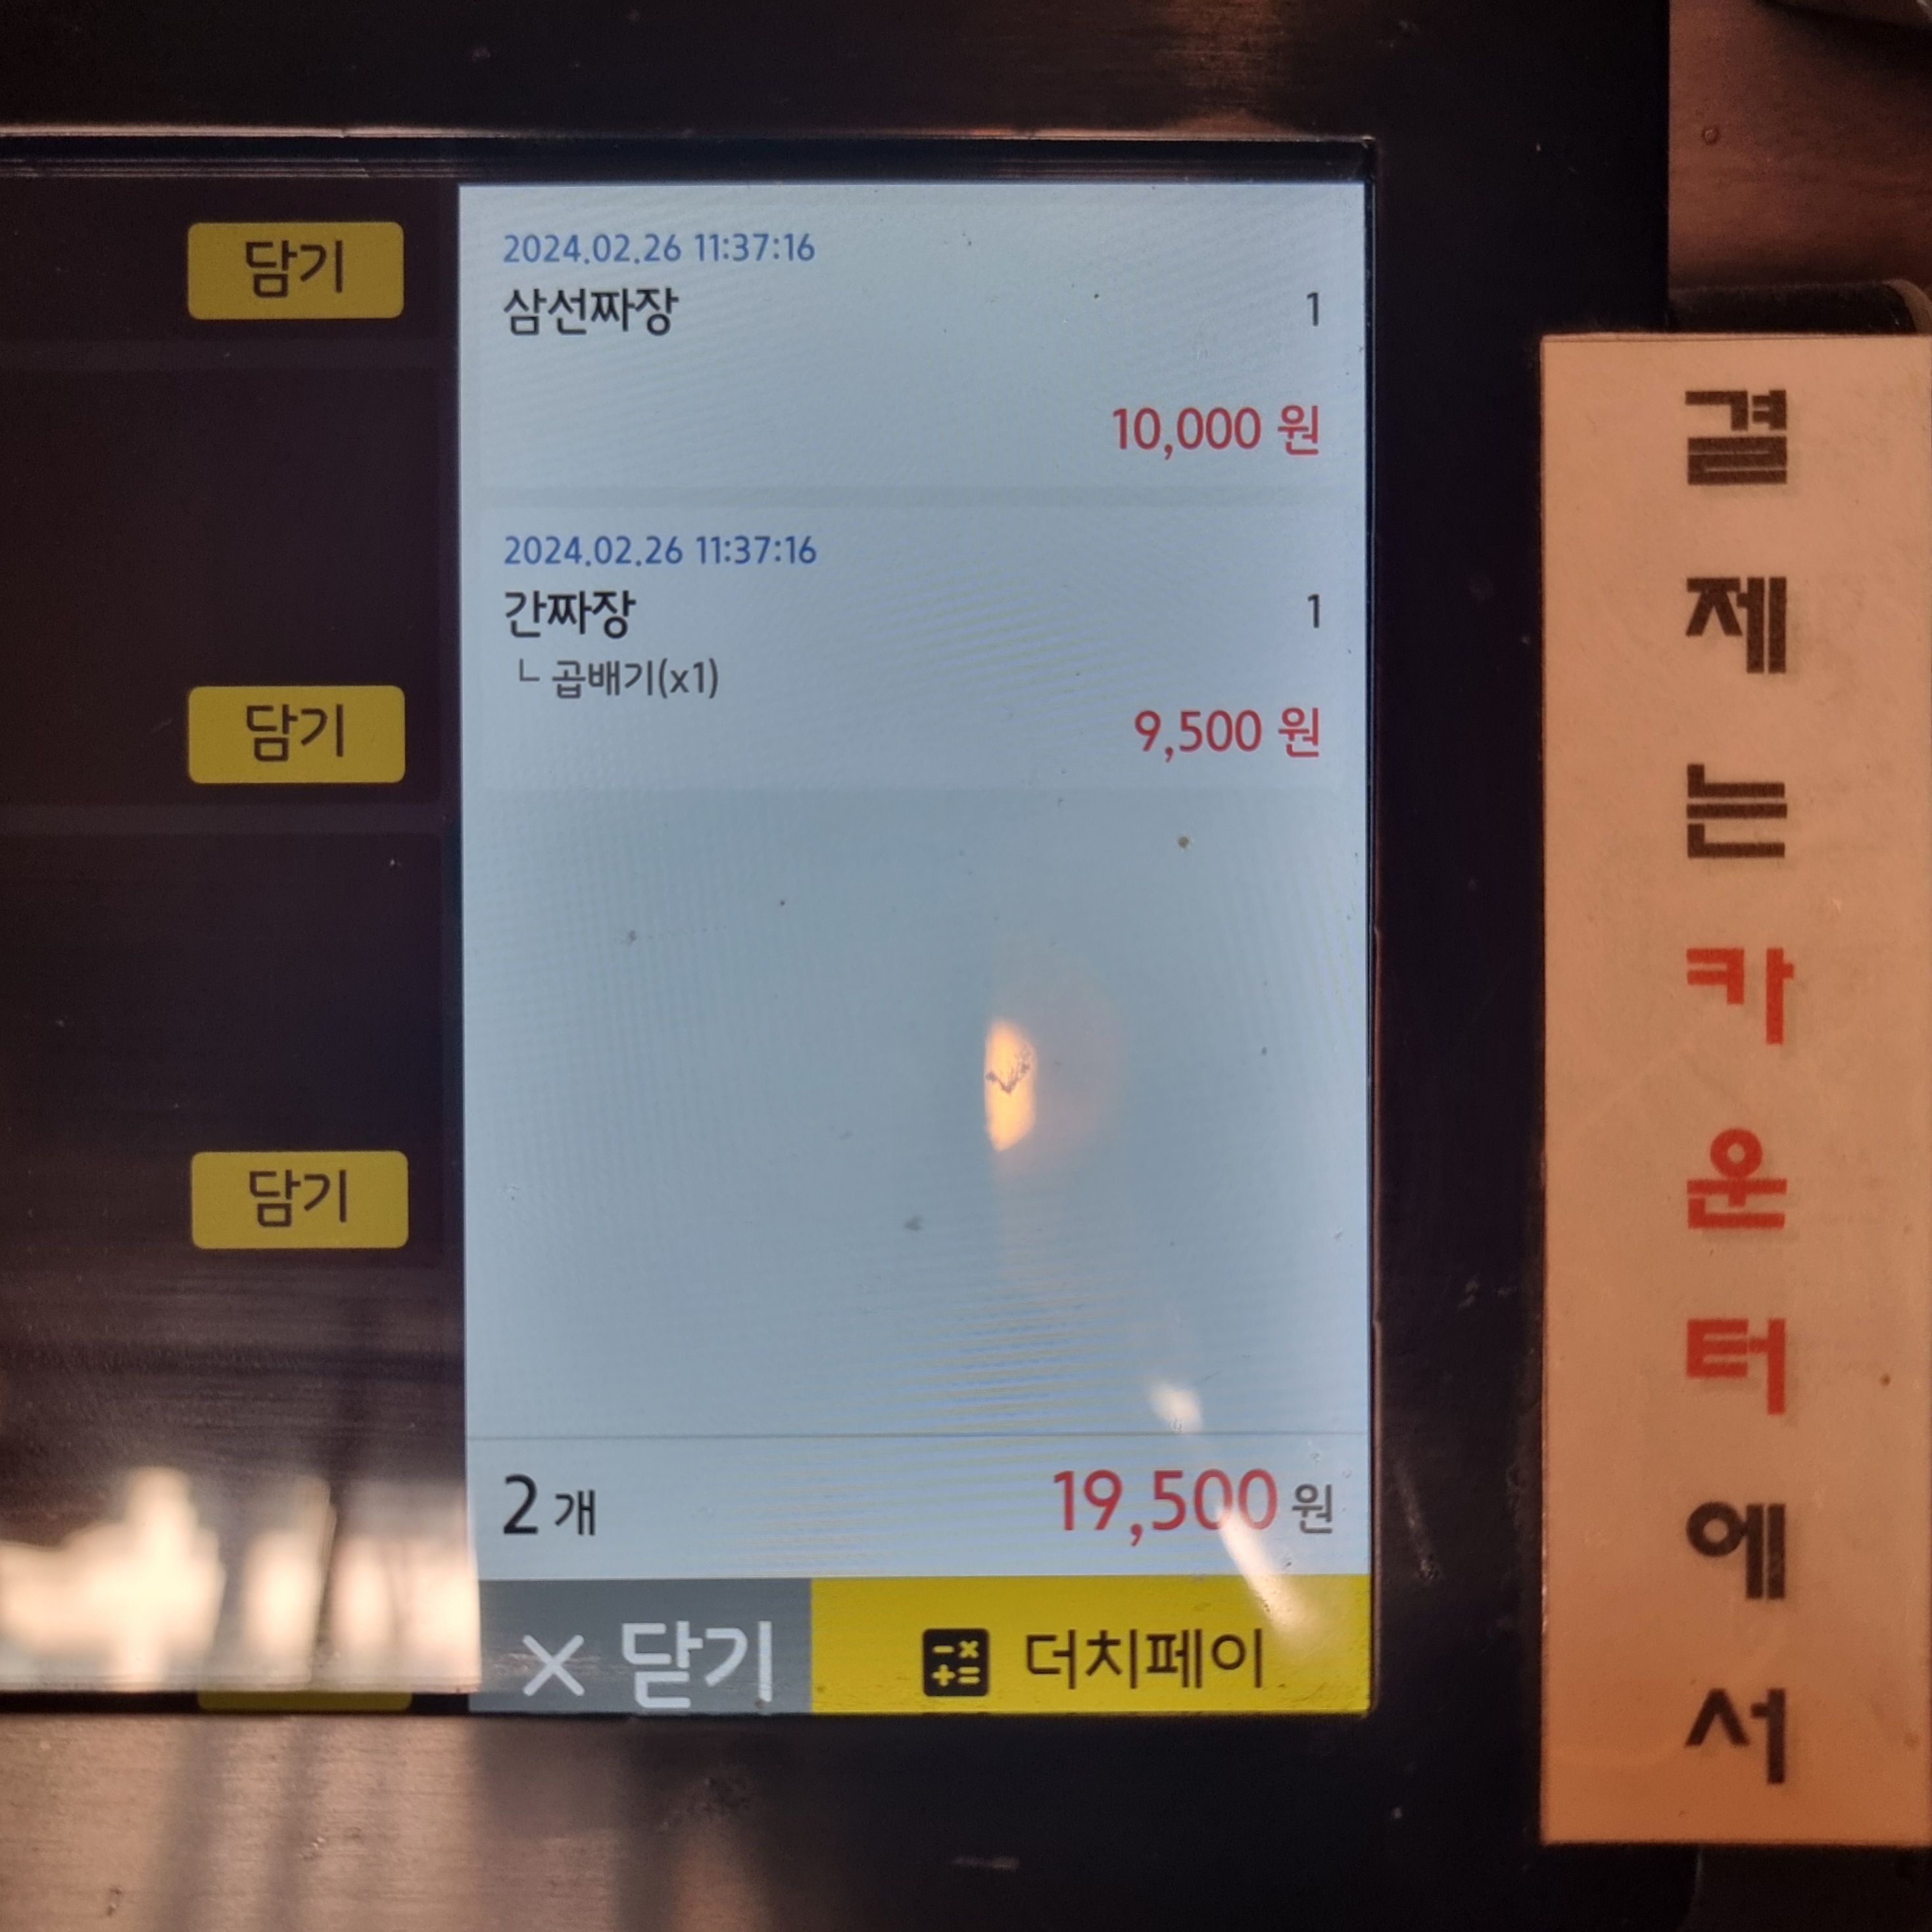 담기
담기
담기
2024.02.26 11:37:16
삼선짜장 1
10,000 원
2024.02.26 11:37:16
간짜장 1
ㄴ 곱배기(x1)
9,500 원
2 개 19,500 원
× 닫기
더치페이
결제는카운터에서